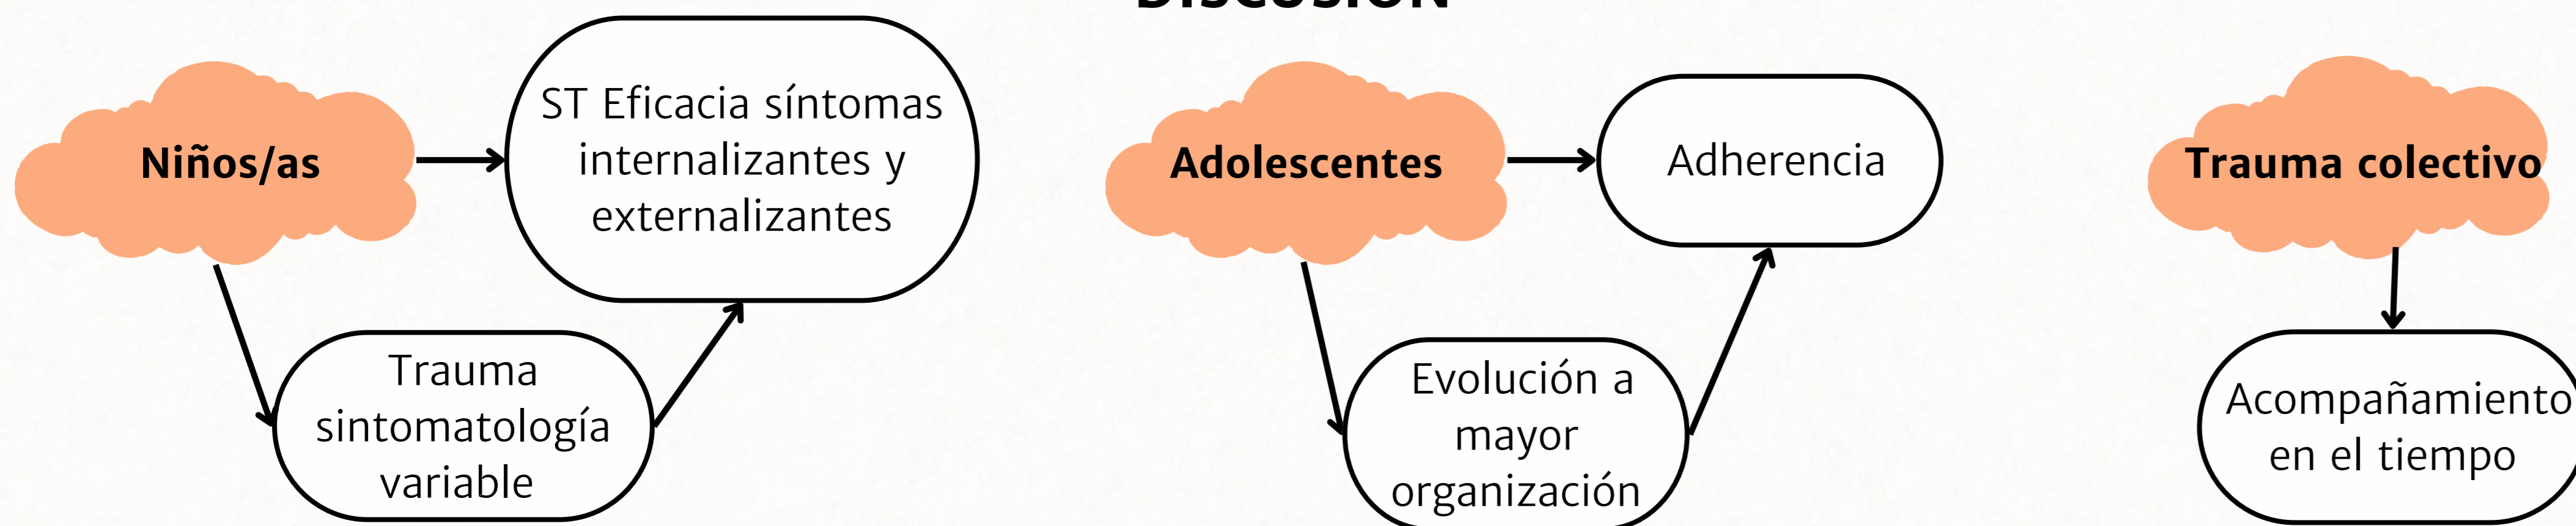 DISCUSIÓN
Niños/as
ST Eficacia síntomas
internalizantes y
externalizantes
Trauma
sintomatología
variable
Adolescentes
Adherencia
Evolución a
mayor
organización
Trauma colectivo
Acompañamiento
en el tiempo